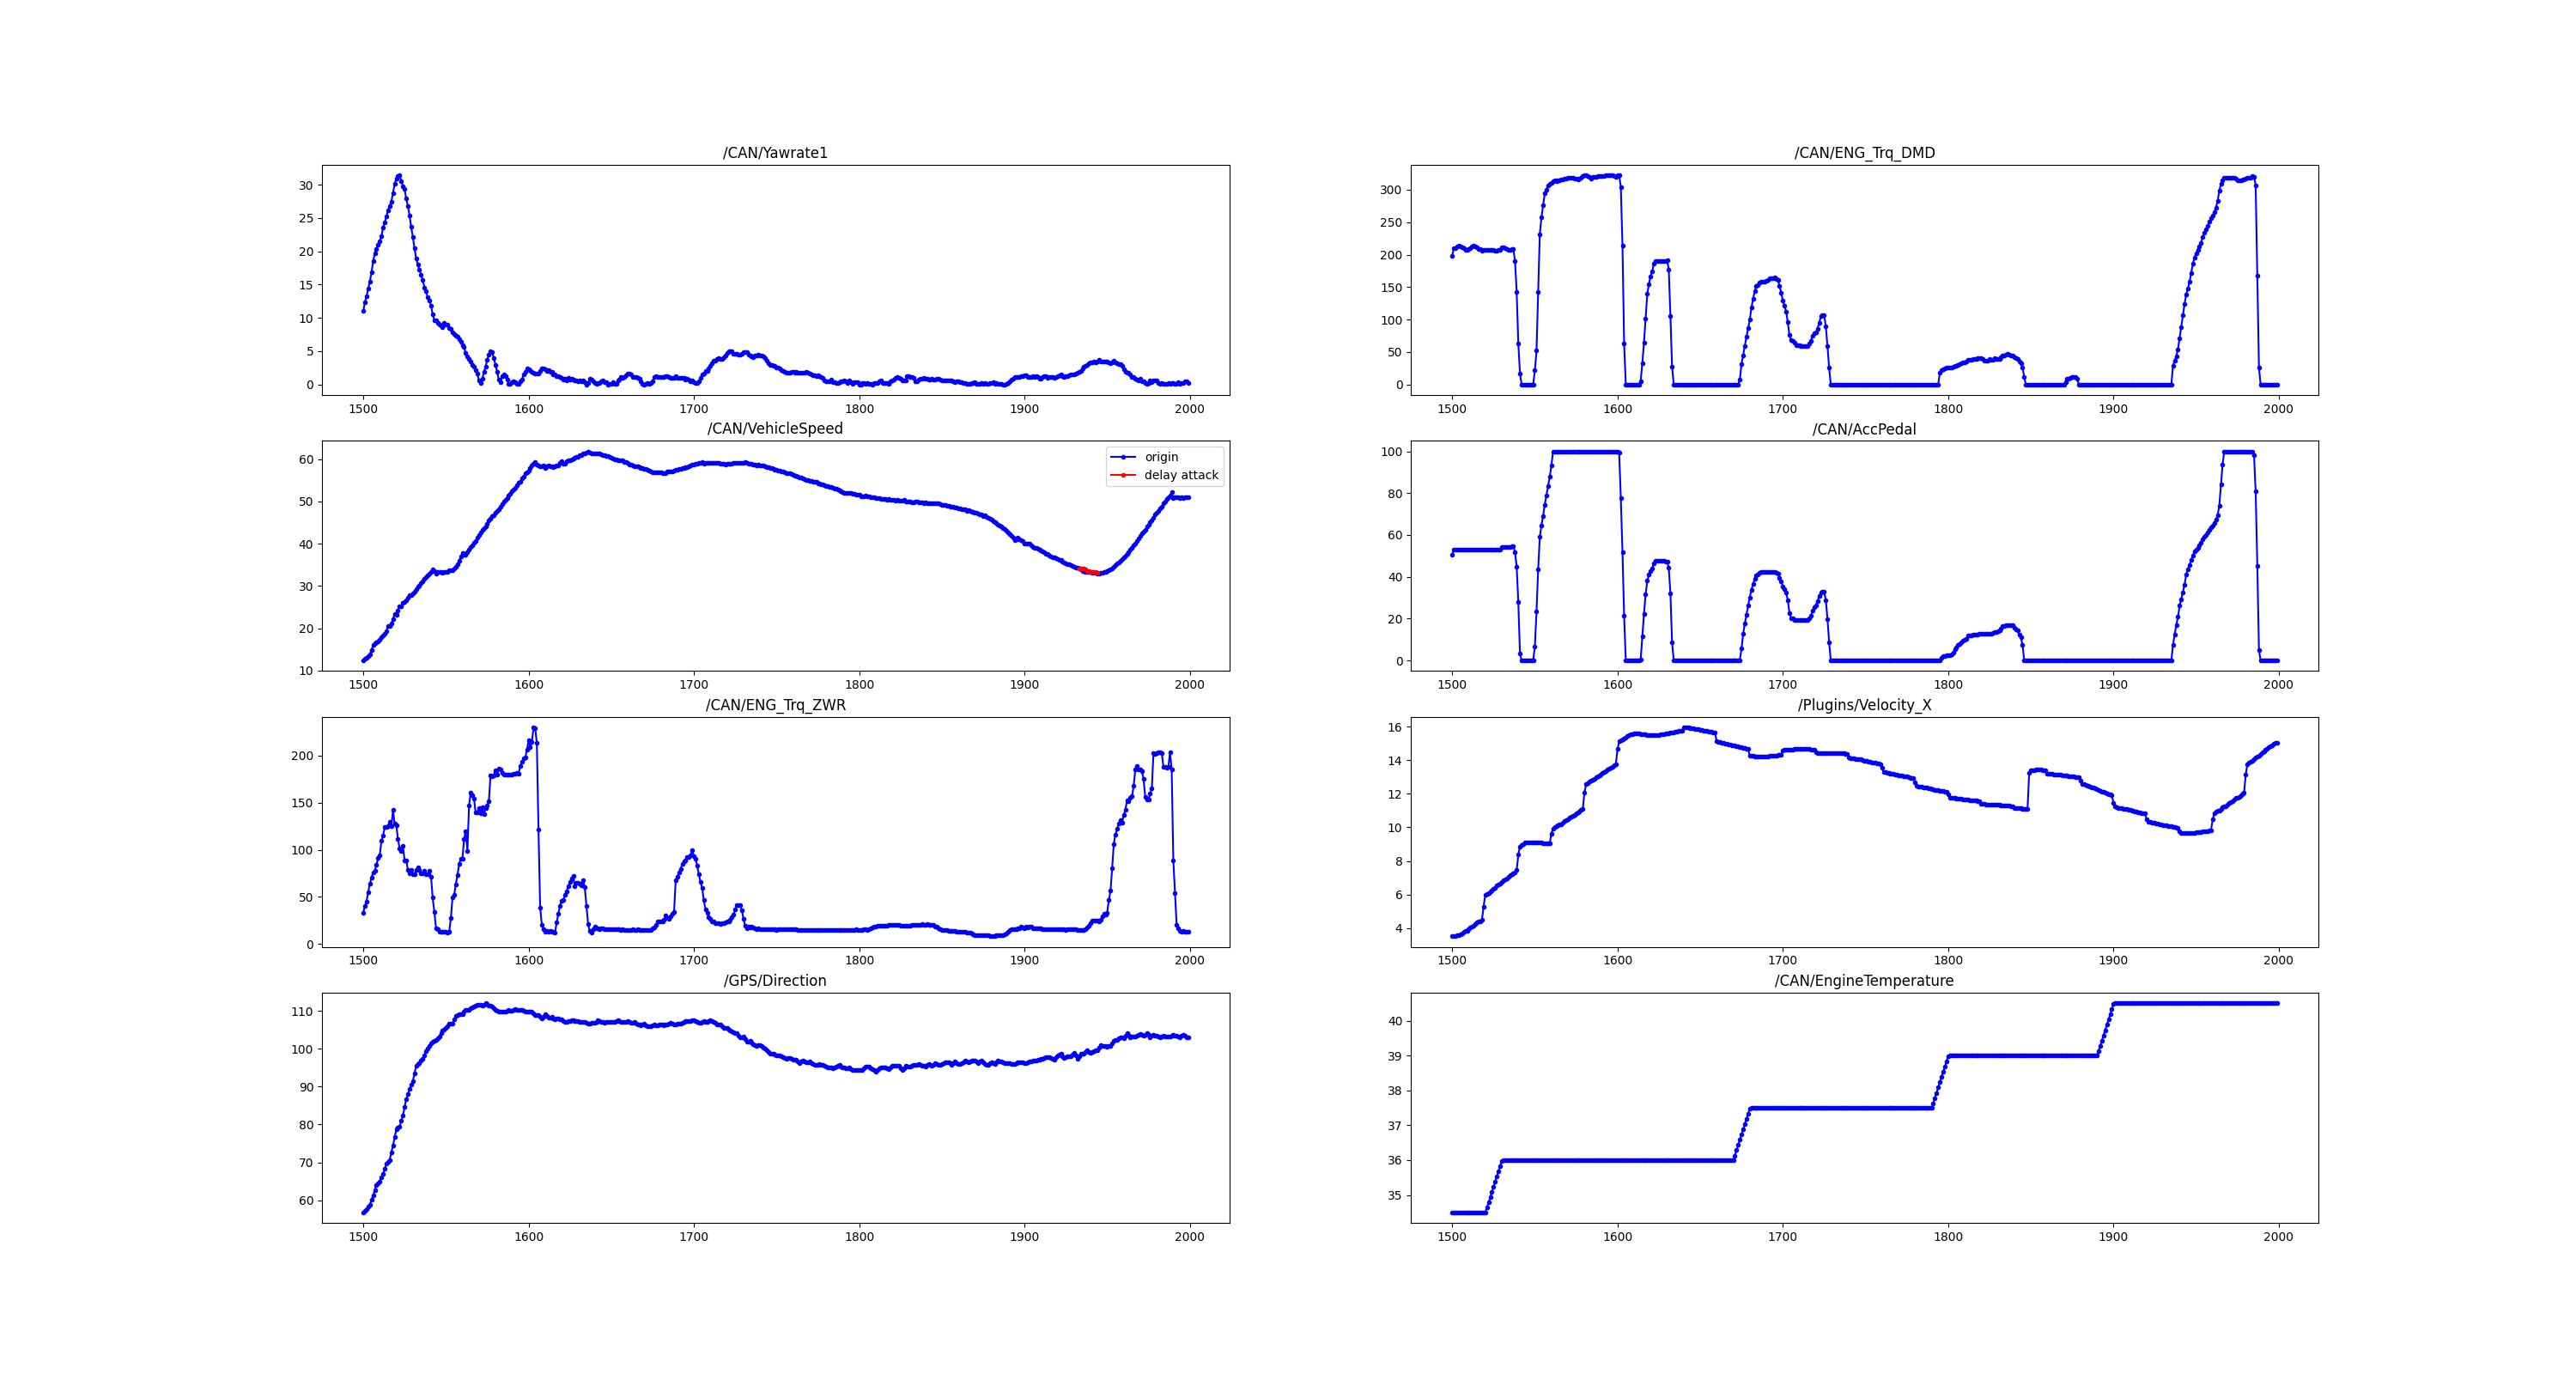 /CAN/Yawrate1
30
25
20
15
10
5
0
1500 1600 1700 1800 1900 2000
/CAN/ENG_Trq_DMD
300
250
200
150
100
50
0
1500 1600 1700 1800 1900 2000
/CAN/VehicleSpeed
origin
delay attack
60
50
40
30
20
10
1500 1600 1700 1800 1900 2000
/CAN/AccPedal
100
80
60
40
20
0
1500 1600 1700 1800 1900 2000
/CAN/ENG_Trq_ZWR
200
150
100
50
0
1500 1600 1700 1800 1900 2000
/Plugins/Velocity_X
16
14
12
10
8
6
4
1500 1600 1700 1800 1900 2000
/GPS/Direction
110
100
90
80
70
60
1500 1600 1700 1800 1900 2000
/CAN/EngineTemperature
40
39
38
37
36
35
1500 1600 1700 1800 1900 2000